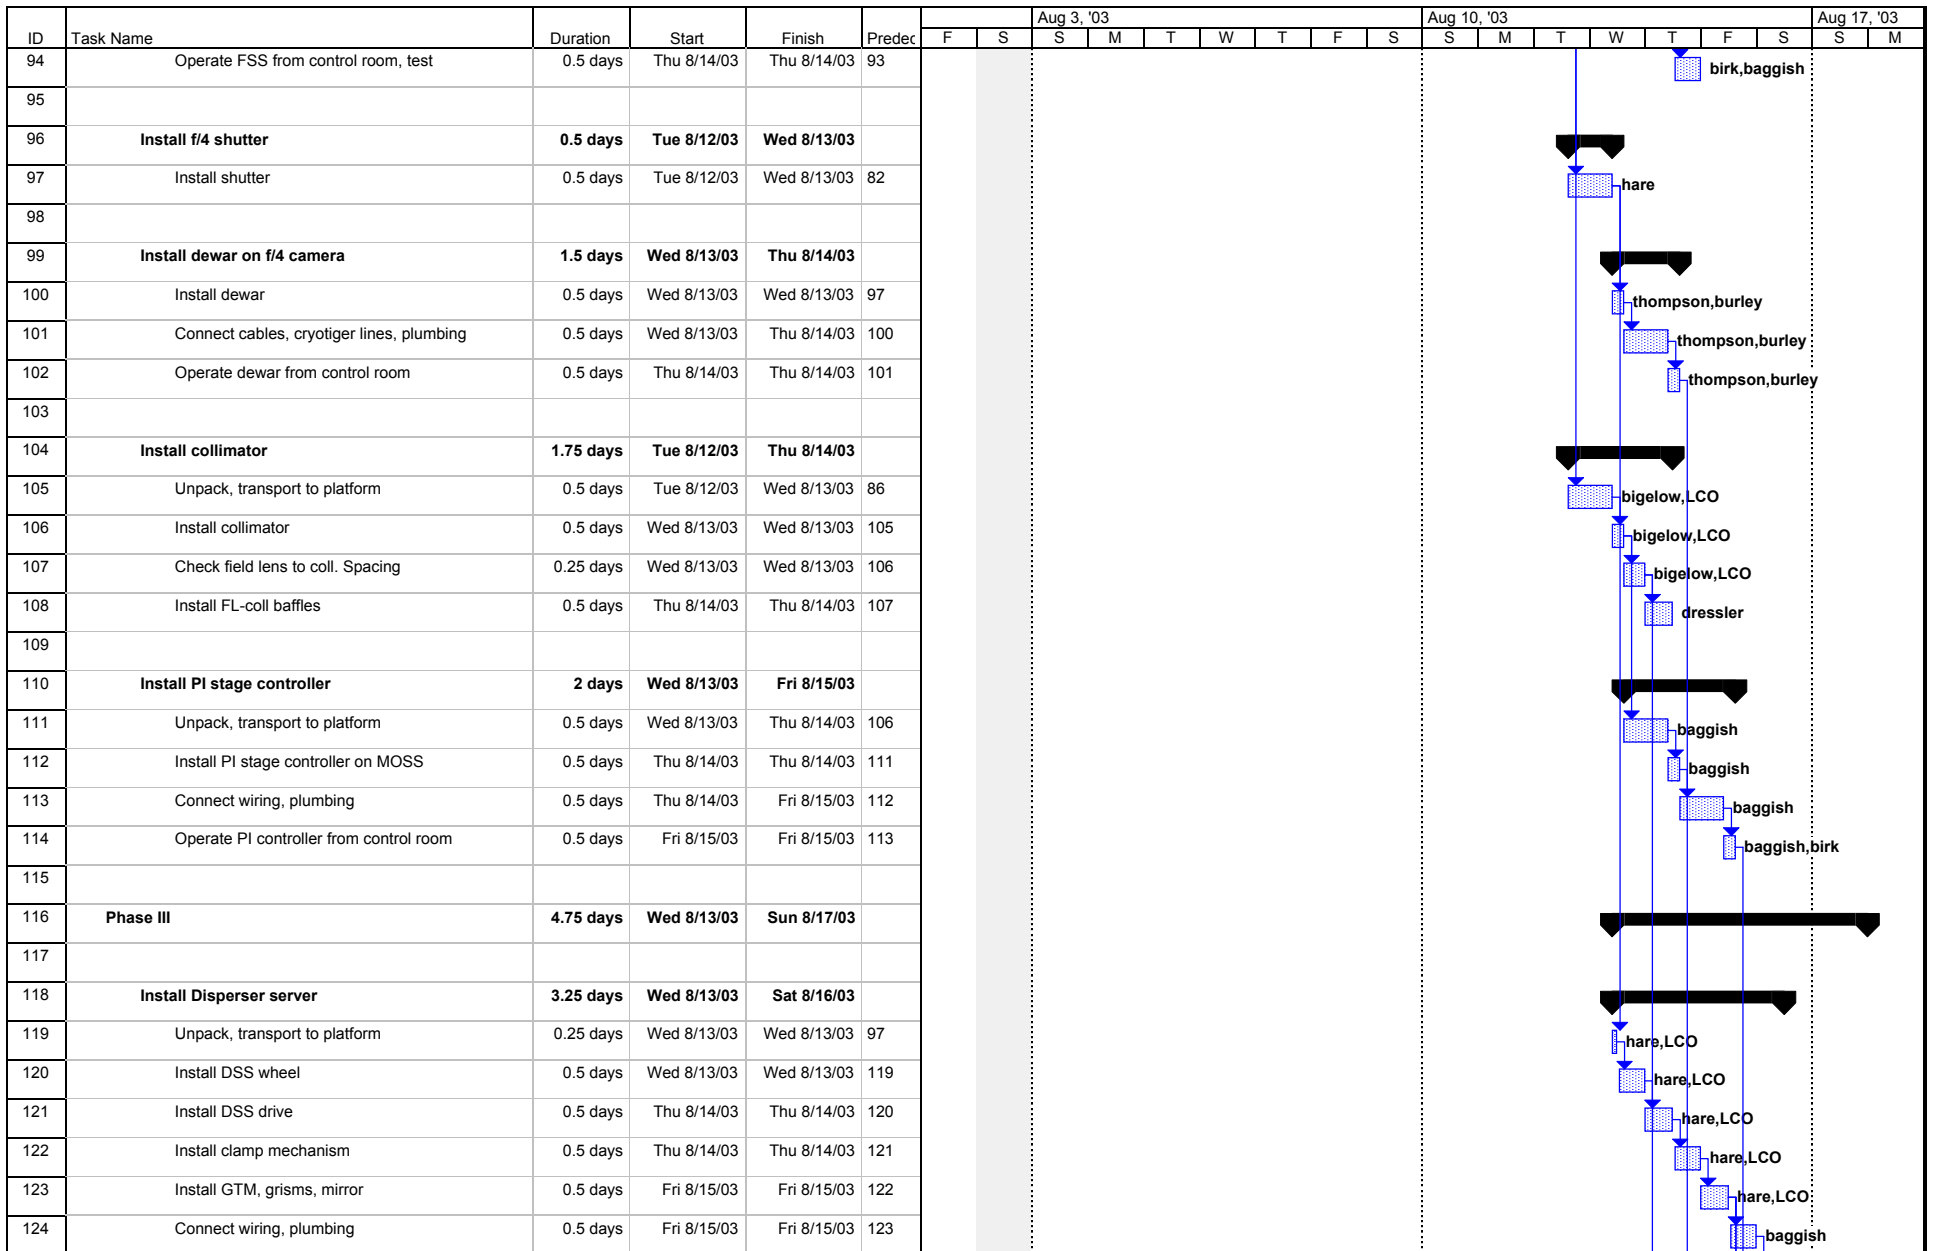 Aug 3, '03 Aug 10, '03 Aug 17, '03
ID Task Name Duration Start Finish Predec F S S M T W T F S S M T W T F S S M
94 Operate FSS from control room, test 0.5 days Thu 8/14/03 Thu 8/14/03 93 birk,baggish
95
96 Install f/4 shutter 0.5 days Tue 8/12/03 Wed 8/13/03
97 Install shutter 0.5 days Tue 8/12/03 Wed 8/13/03 82 hare
98
99 Install dewar on f/4 camera 1.5 days Wed 8/13/03 Thu 8/14/03
100 Install dewar 0.5 days Wed 8/13/03 Wed 8/13/03 97 thompson,burley
101 Connect cables, cryotiger lines, plumbing 0.5 days Wed 8/13/03 Thu 8/14/03 100 thompson,burley
102 Operate dewar from control room 0.5 days Thu 8/14/03 Thu 8/14/03 101 thompson,burley
103
104 Install collimator 1.75 days Tue 8/12/03 Thu 8/14/03
105 Unpack, transport to platform 0.5 days Tue 8/12/03 Wed 8/13/03 86 bigelow,LCO
106 Install collimator 0.5 days Wed 8/13/03 Wed 8/13/03 105 bigelow,LCO
107 Check field lens to coll. Spacing 0.25 days Wed 8/13/03 Wed 8/13/03 106 bigelow,LCO
108 Install FL-coll baffles 0.5 days Thu 8/14/03 Thu 8/14/03 107 dressler
109
110 Install PI stage controller 2 days Wed 8/13/03 Fri 8/15/03
111 Unpack, transport to platform 0.5 days Wed 8/13/03 Thu 8/14/03 106 baggish
112 Install PI stage controller on MOSS 0.5 days Thu 8/14/03 Thu 8/14/03 111 baggish
113 Connect wiring, plumbing 0.5 days Thu 8/14/03 Fri 8/15/03 112 baggish
114 Operate PI controller from control room 0.5 days Fri 8/15/03 Fri 8/15/03 113 baggish,birk
115
116 Phase III 4.75 days Wed 8/13/03 Sun 8/17/03
117
118 Install Disperser server 3.25 days Wed 8/13/03 Sat 8/16/03
119 Unpack, transport to platform 0.25 days Wed 8/13/03 Wed 8/13/03 97 hare,LCO
120 Install DSS wheel 0.5 days Wed 8/13/03 Wed 8/13/03 119 hare,LCO
121 Install DSS drive 0.5 days Thu 8/14/03 Thu 8/14/03 120 hare,LCO
122 Install clamp mechanism 0.5 days Thu 8/14/03 Thu 8/14/03 121 hare,LCO
123 Install GTM, grisms, mirror 0.5 days Fri 8/15/03 Fri 8/15/03 122 hare,LCO
124 Connect wiring, plumbing 0.5 days Fri 8/15/03 Fri 8/15/03 123 baggish